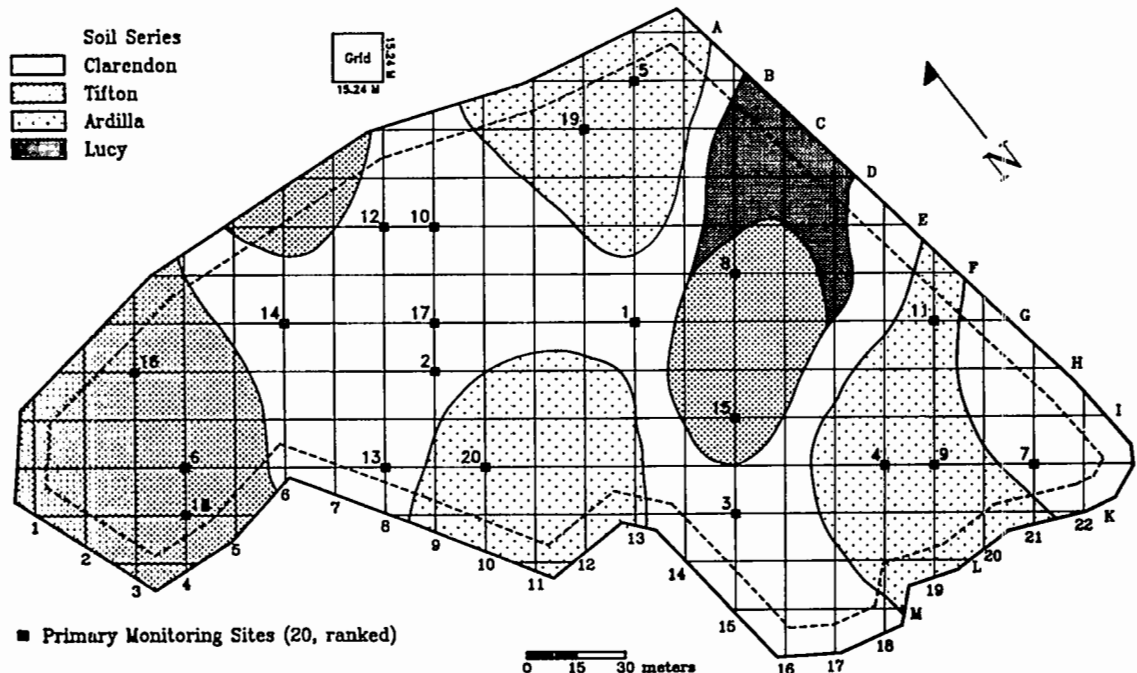 Soil Series
Clarendon
Tifton
Ardilla
Lucy
Grid
15.24 M
15.24 M
N
A
B
C
D
E
F
G
H
I
K
L
M
5
19
12
10
8
14
17
1
11
16
2
15
6
13
20
4
9
7
18
3
1
2
3
4
5
6
7
8
9
10
11
12
13
14
15
16
17
18
19
20
21
22
■ Primary Monitoring Sites (20, ranked)
0 15 30 meters